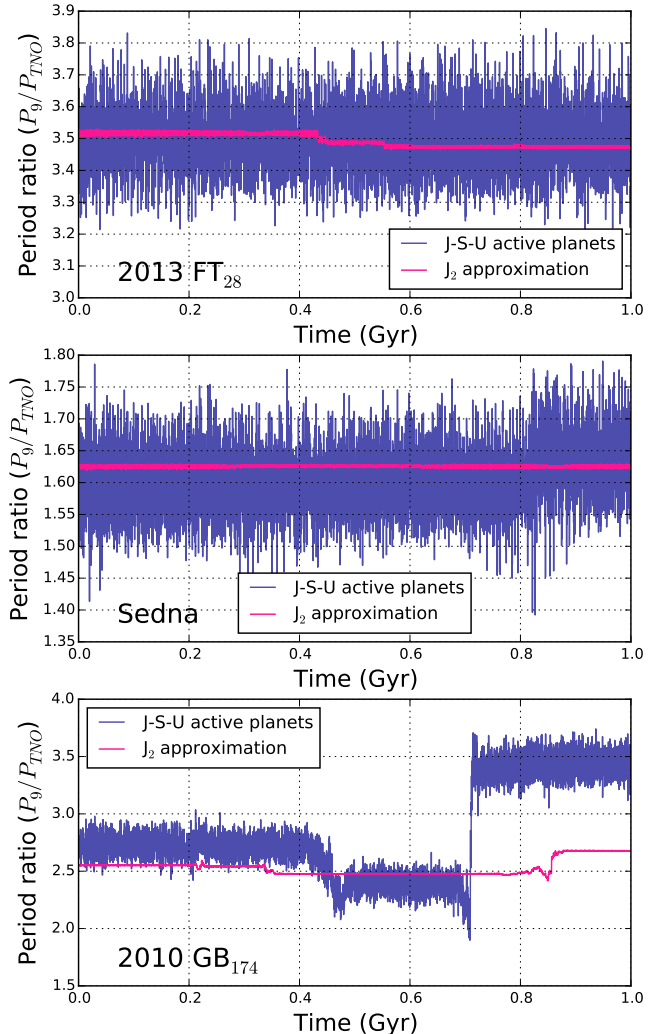 3.9
3.8
3.7
3.6
3.5
3.4
3.3
3.2
3.1
3.0
Period ratio (P₉/P_TNO)
J-S-U active planets
J₂ approximation
2013 FT₂₈
0.0 0.2 0.4 0.6 0.8 1.0
Time (Gyr)
1.80
1.75
1.70
1.65
1.60
1.55
1.50
1.45
1.40
1.35
Period ratio (P₉/P_TNO)
J-S-U active planets
J₂ approximation
Sedna
0.0 0.2 0.4 0.6 0.8 1.0
Time (Gyr)
4.0
3.5
3.0
2.5
2.0
1.5
Period ratio (P₉/P_TNO)
J-S-U active planets
J₂ approximation
2010 GB₁₇₄
0.0 0.2 0.4 0.6 0.8 1.0
Time (Gyr)